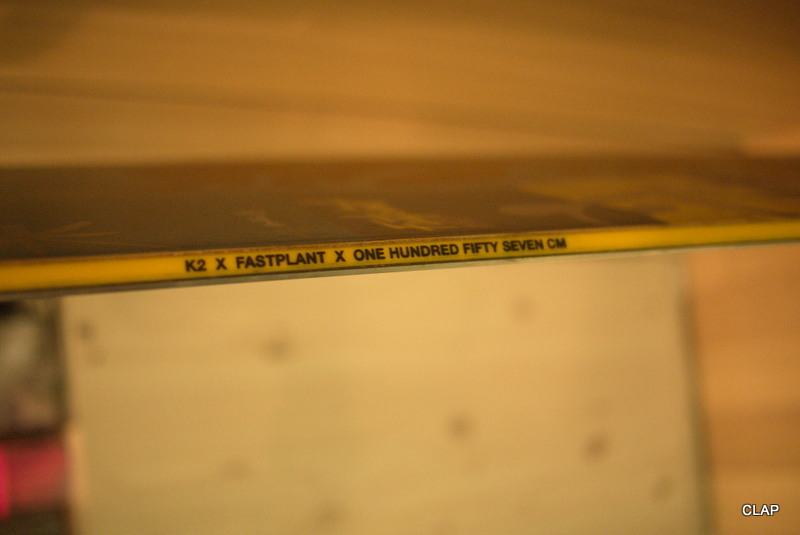 K2 X FASTPLANT X ONE HUNDRED FIFTY SEVEN CM
CLAP